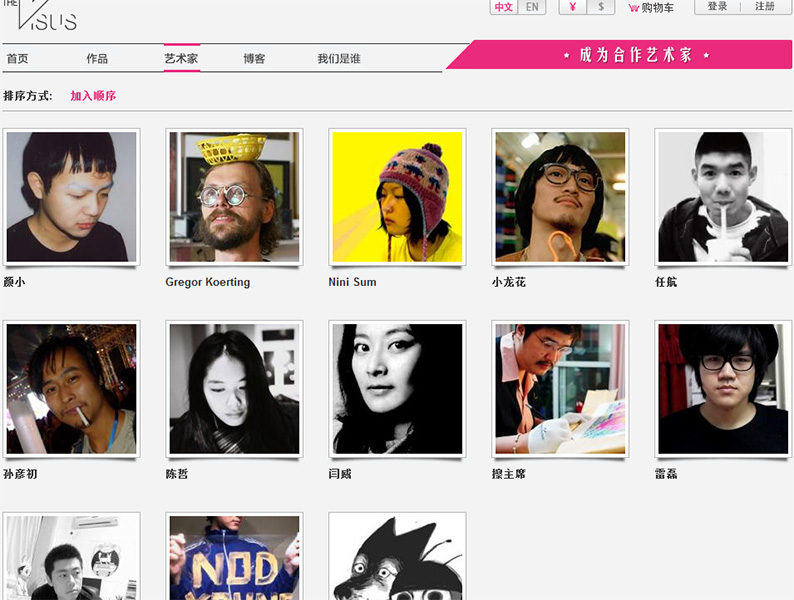 THE
VISUS
中文 EN ¥ $ 购物车 登录 | 注册
首页 作品 艺术家 博客 我们是谁
★ 成为合作艺术家 ★
排序方式: 加入顺序
颜小 Gregor Koerting Nini Sum 小龙花 任航
孙彦初 陈哲 闫威 擦主席 雷磊
NOD
YOUNG